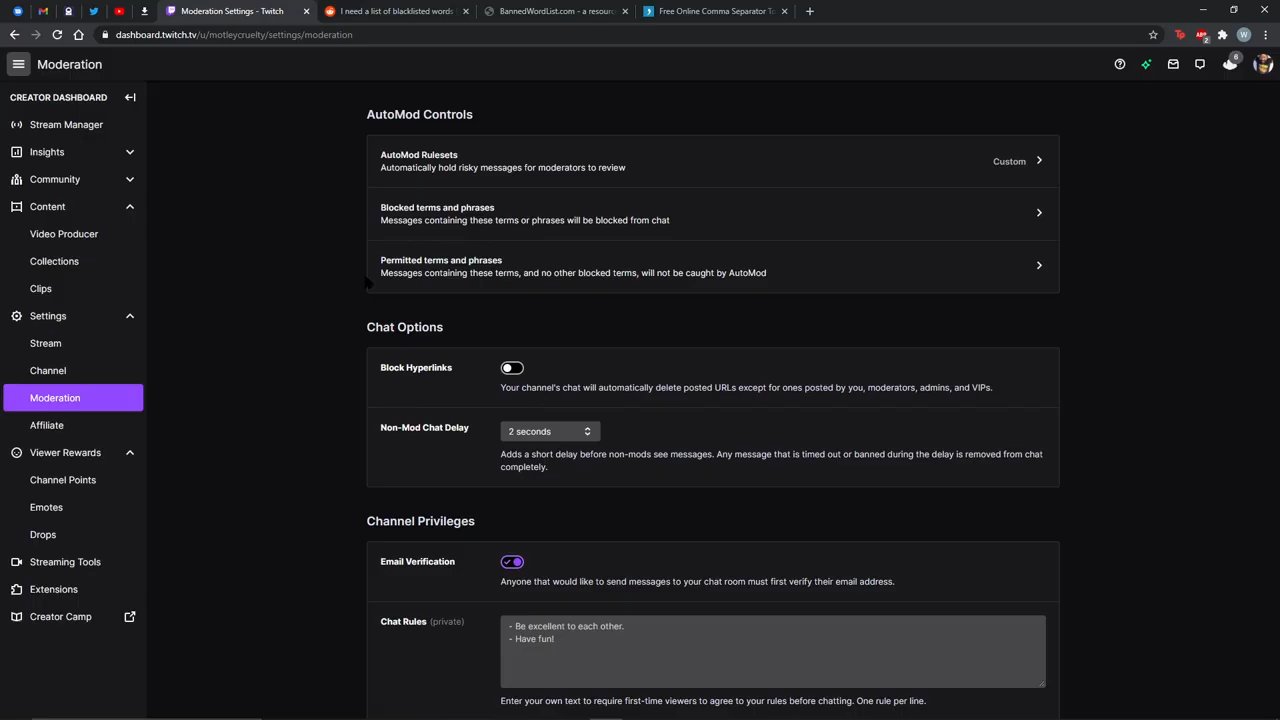 Moderation Settings - Twitch
I need a list of blacklisted words
BannedWordList.com - a resourc
Free Online Comma Separator To
dashboard.twitch.tv/u/motleycruelty/settings/moderation
2
W
Moderation
6
CREATOR DASHBOARD
Stream Manager
Insights
Community
Content
Video Producer
Collections
Clips
Settings
Stream
Channel
Moderation
Affiliate
Viewer Rewards
Channel Points
Emotes
Drops
Streaming Tools
Extensions
Creator Camp
AutoMod Controls
AutoMod Rulesets
Automatically hold risky messages for moderators to review
Custom
Blocked terms and phrases
Messages containing these terms or phrases will be blocked from chat
Permitted terms and phrases
Messages containing these terms, and no other blocked terms, will not be caught by AutoMod
Chat Options
Block Hyperlinks
Your channel's chat will automatically delete posted URLs except for ones posted by you, moderators, admins, and VIPs.
Non-Mod Chat Delay
2 seconds
Adds a short delay before non-mods see messages. Any message that is timed out or banned during the delay is removed from chat
completely.
Channel Privileges
Email Verification
Anyone that would like to send messages to your chat room must first verify their email address.
Chat Rules (private)
- Be excellent to each other.
- Have fun!
Enter your own text to require first-time viewers to agree to your rules before chatting. One rule per line.